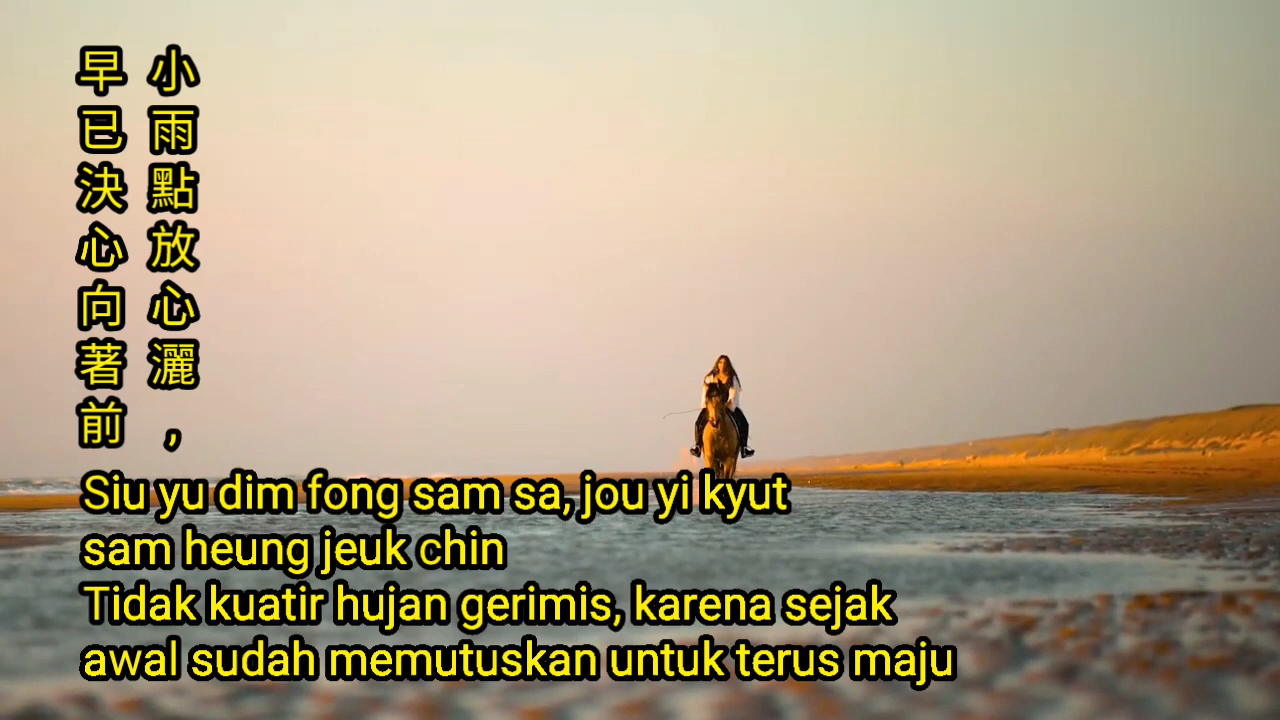 小雨點放心灑，
早已決心向著前
Siu yu dim fong sam sa, jou yi kyut
sam heung jeuk chin
Tidak kuatir hujan gerimis, karena sejak
awal sudah memutuskan untuk terus maju